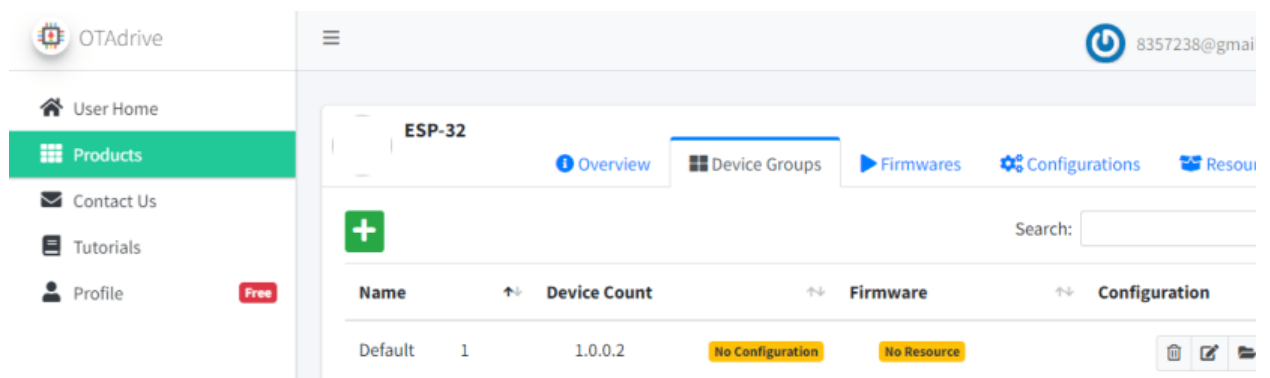 OTAdrive
8357238@gmai
User Home
Products
Contact Us
Tutorials
Profile Free
ESP-32
Overview Device Groups Firmwares Configurations Resour
Search:
Name Device Count Firmware Configuration
Default 1 1.0.0.2 No Configuration No Resource